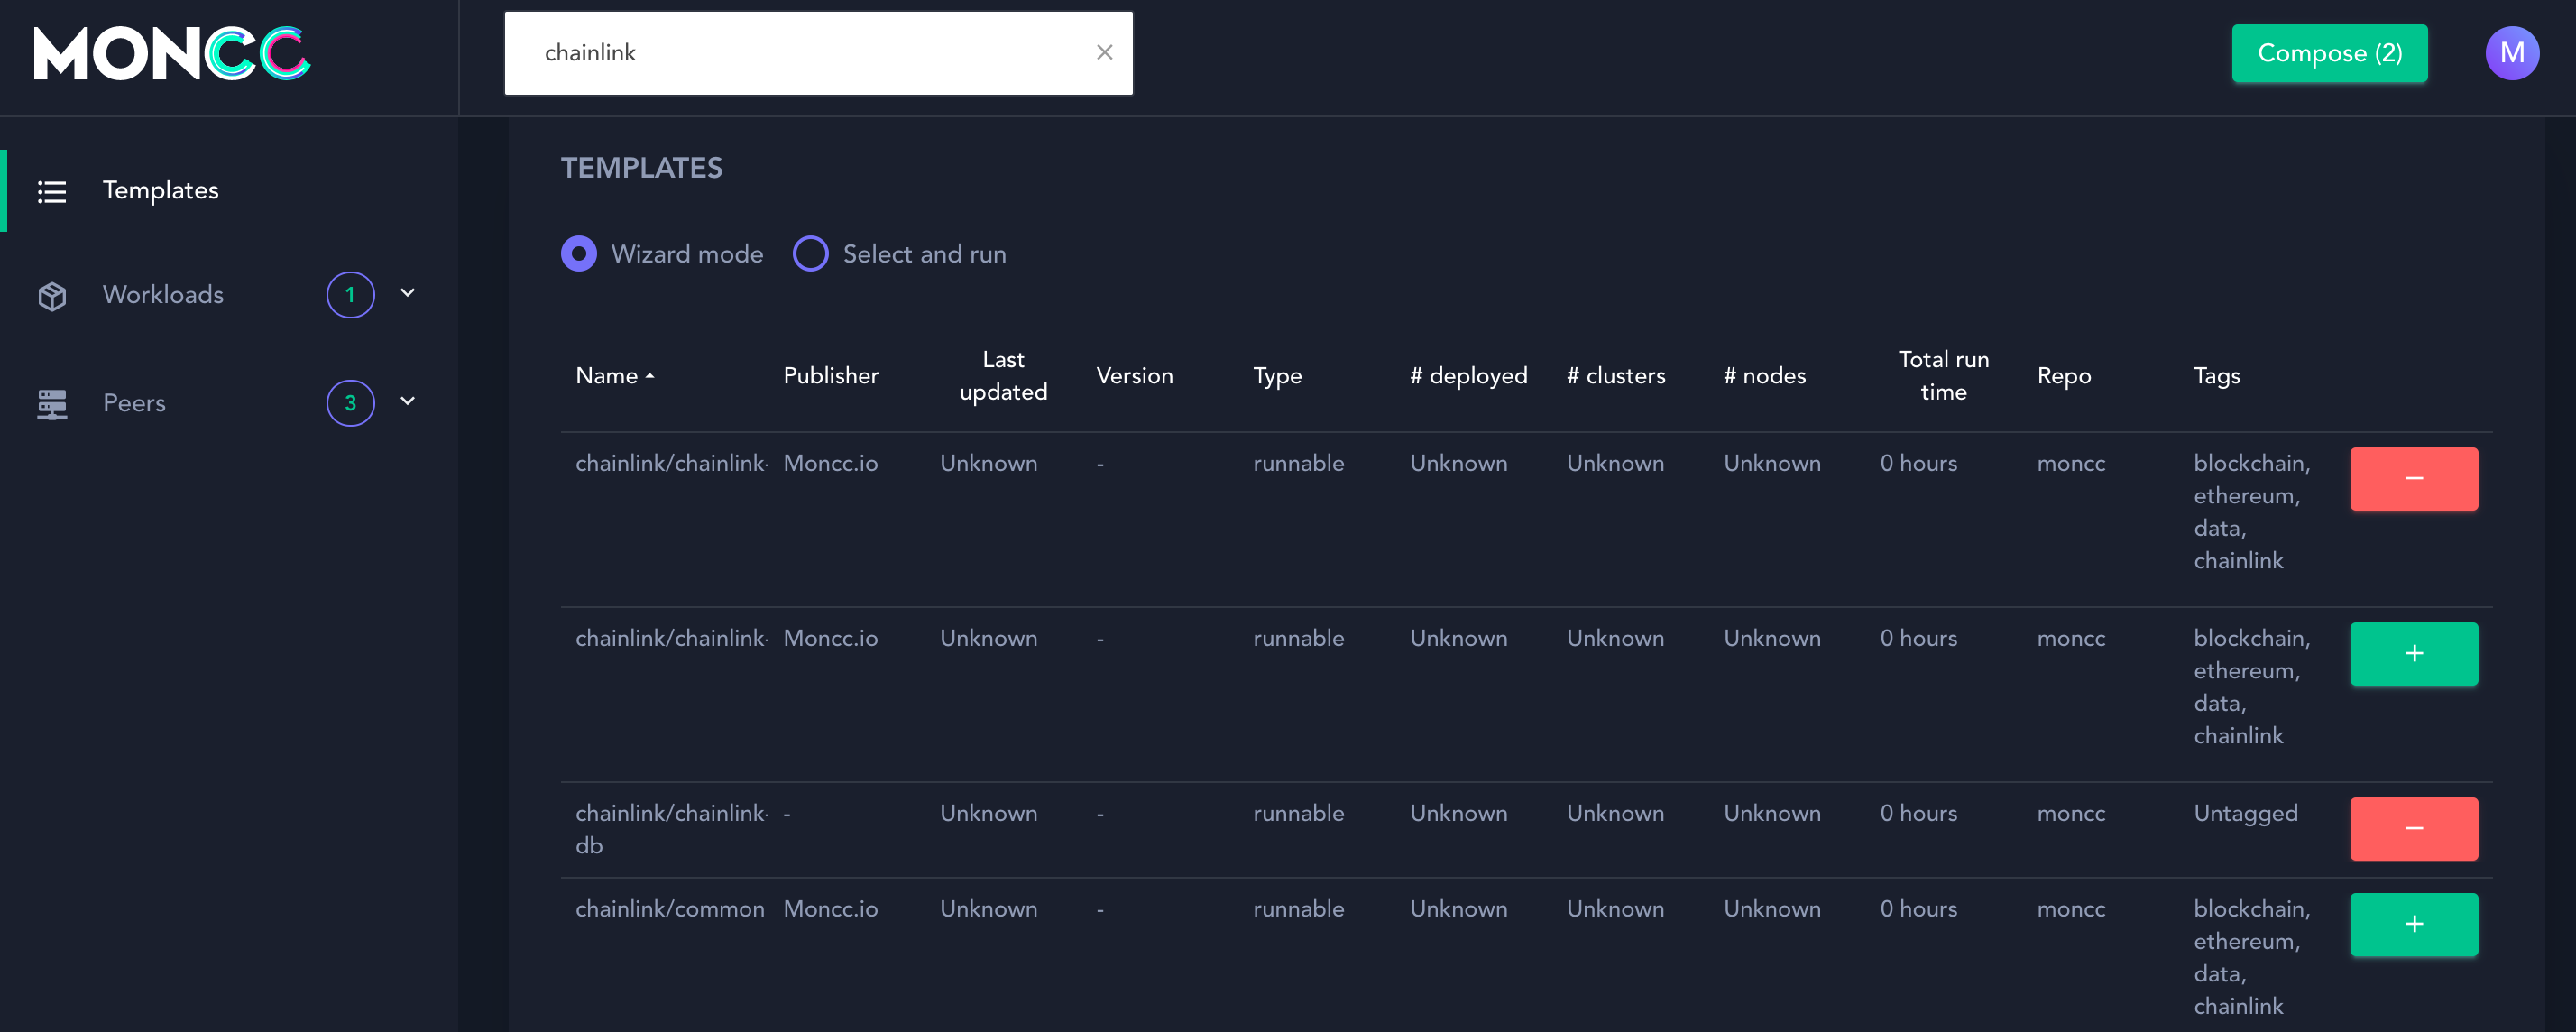 MONCC
chainlink
Compose (2)
M
Templates
Workloads 1
Peers 3
TEMPLATES
Wizard mode Select and run
Name Publisher Last updated Version Type # deployed # clusters # nodes Total run time Repo Tags
chainlink/chainlink- Moncc.io Unknown - runnable Unknown Unknown Unknown 0 hours moncc blockchain,
ethereum,
data,
chainlink
−
chainlink/chainlink- Moncc.io Unknown - runnable Unknown Unknown Unknown 0 hours moncc blockchain,
ethereum,
data,
chainlink
+
chainlink/chainlink- - Unknown - runnable Unknown Unknown Unknown 0 hours moncc Untagged
db
−
chainlink/common Moncc.io Unknown - runnable Unknown Unknown Unknown 0 hours moncc blockchain,
ethereum,
data,
chainlink
+